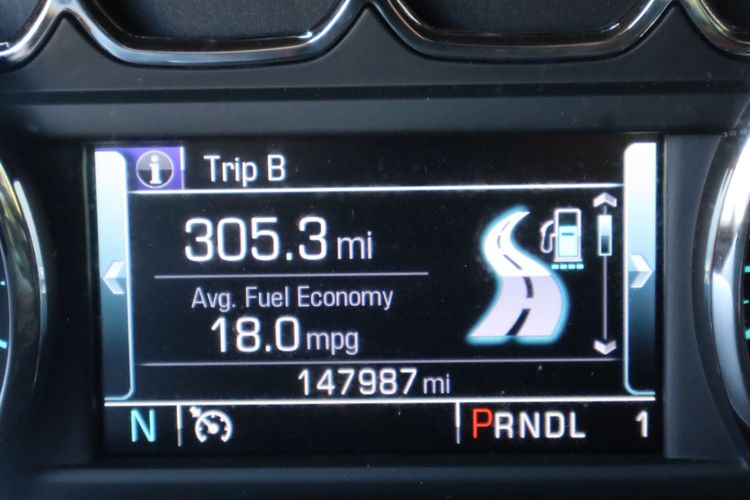 i Trip B
305.3 mi
Avg. Fuel Economy
18.0 mpg
147987 mi
N PRNDL 1